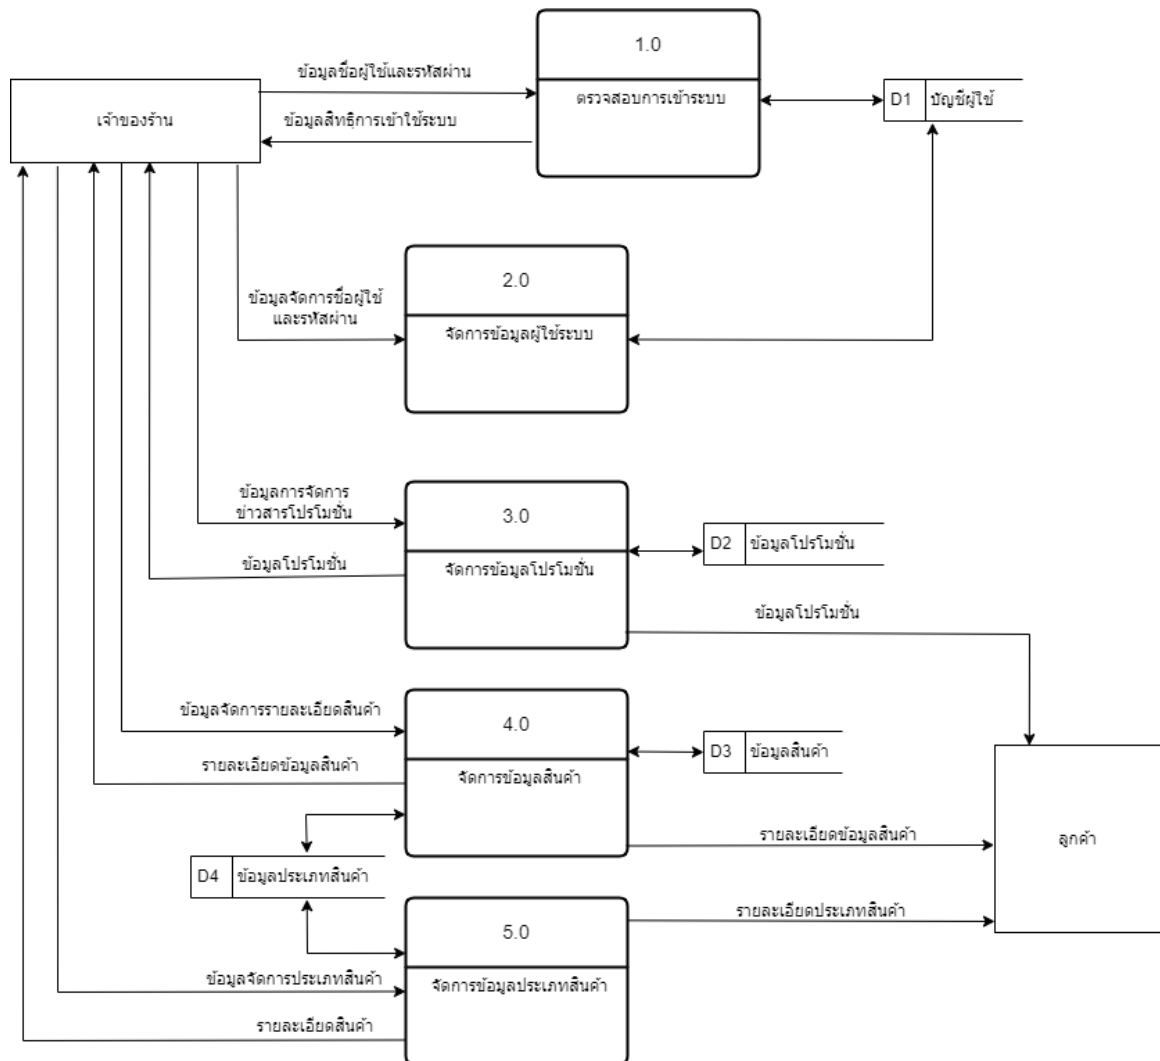 1.0
ข้อมูลชื่อผู้ใช้และรหัสผ่าน
ตรวจสอบการเข้าระบบ
D1 บัญชีผู้ใช้
เจ้าของร้าน
ข้อมูลสิทธิการเข้าใช้ระบบ
2.0
ข้อมูลจัดการชื่อผู้ใช้
และรหัสผ่าน
จัดการข้อมูลผู้ใช้ระบบ
ข้อมูลการจัดการ
ข่าวสารโปรโมชั่น
3.0
D2 ข้อมูลโปรโมชั่น
ข้อมูลโปรโมชั่น
จัดการข้อมูลโปรโมชั่น
ข้อมูลโปรโมชั่น
ข้อมูลจัดการรายละเอียดสินค้า
4.0
D3 ข้อมูลสินค้า
รายละเอียดข้อมูลสินค้า
จัดการข้อมูลสินค้า
รายละเอียดข้อมูลสินค้า
ลูกค้า
D4 ข้อมูลประเภทสินค้า
รายละเอียดประเภทสินค้า
5.0
ข้อมูลจัดการประเภทสินค้า
จัดการข้อมูลประเภทสินค้า
รายละเอียดสินค้า